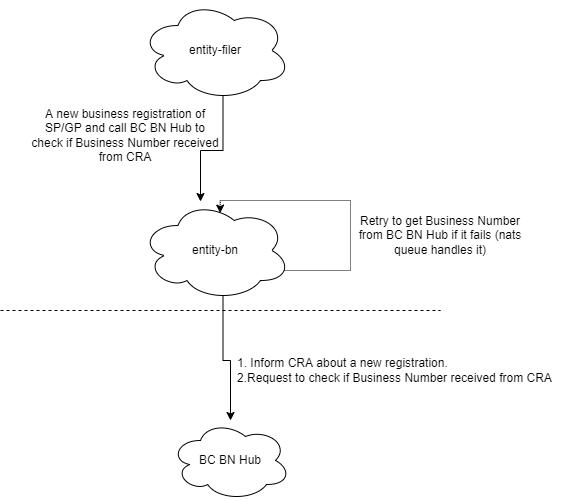 entity-filer
A new business registration of
SP/GP and call BC BN Hub to
check if Business Number received
from CRA
entity-bn
Retry to get Business Number
from BC BN Hub if it fails (nats
queue handles it)
1. Inform CRA about a new registration.
2.Request to check if Business Number received from CRA
BC BN Hub